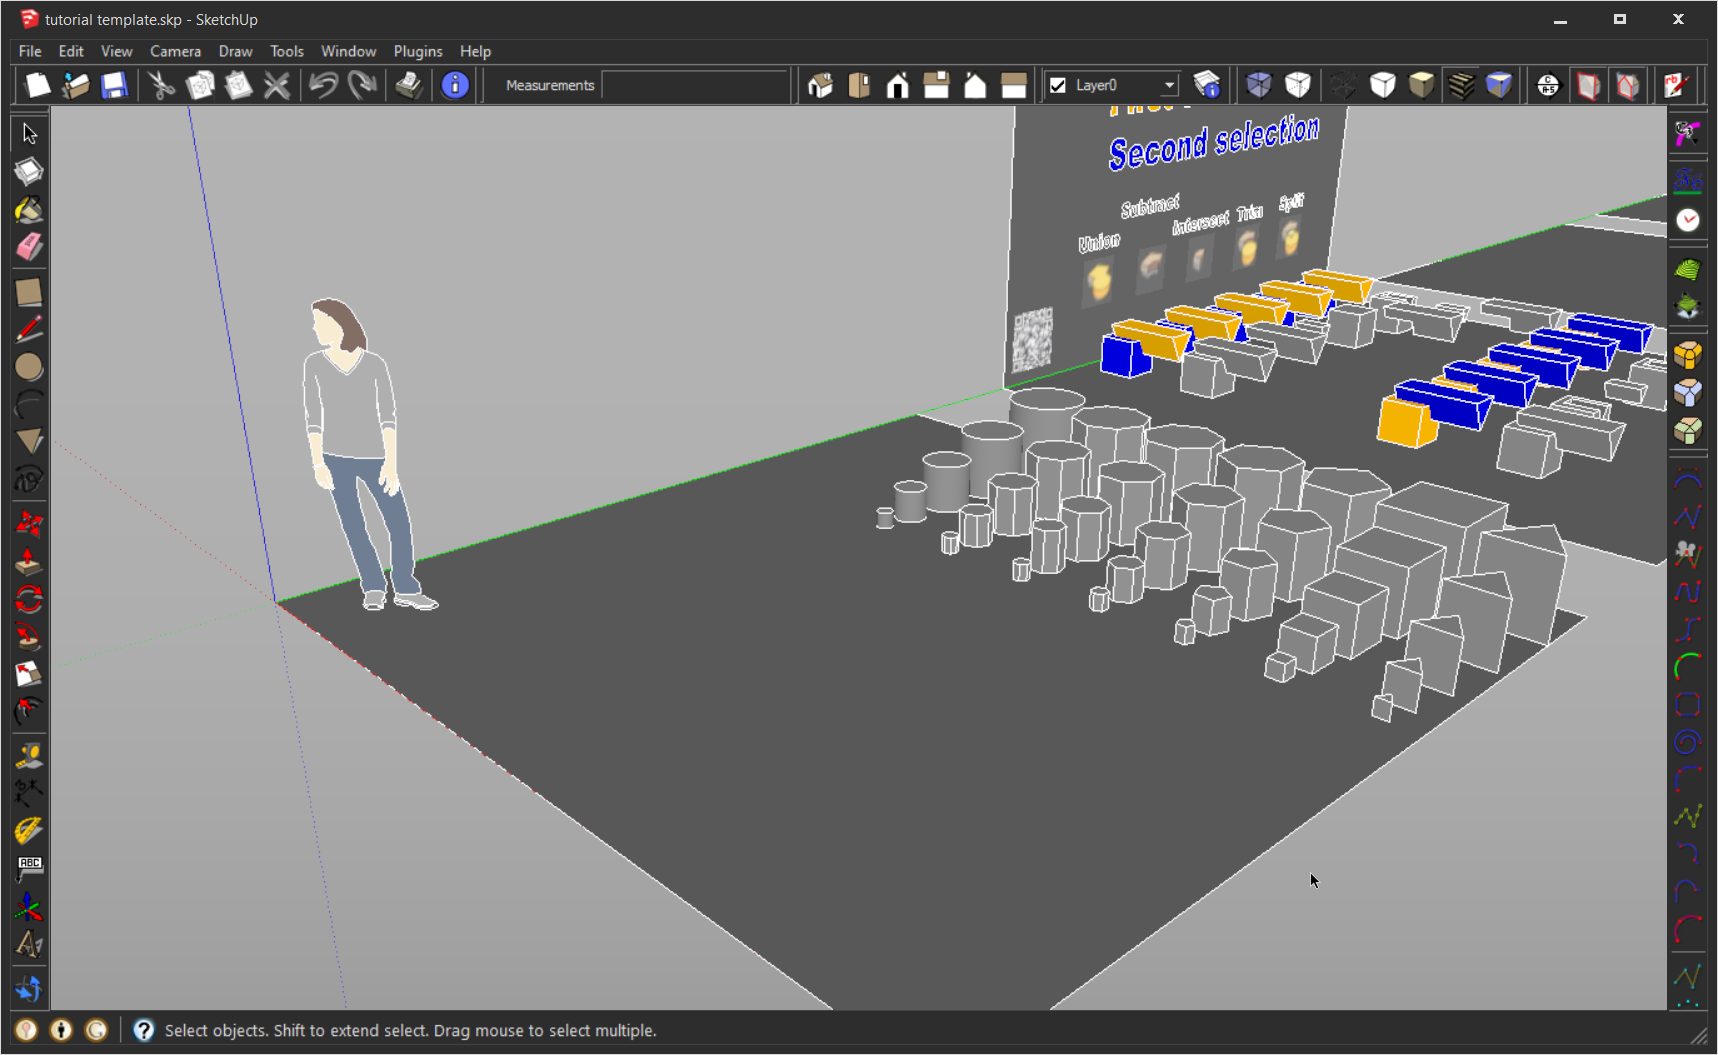 tutorial template.skp - SketchUp
File Edit View Camera Draw Tools Window Plugins Help
Measurements
Layer0
C
A-S
rb
Second selection
Subtract
Intersect Trim Split
Union
ABC
Select objects. Shift to extend select. Drag mouse to select multiple.